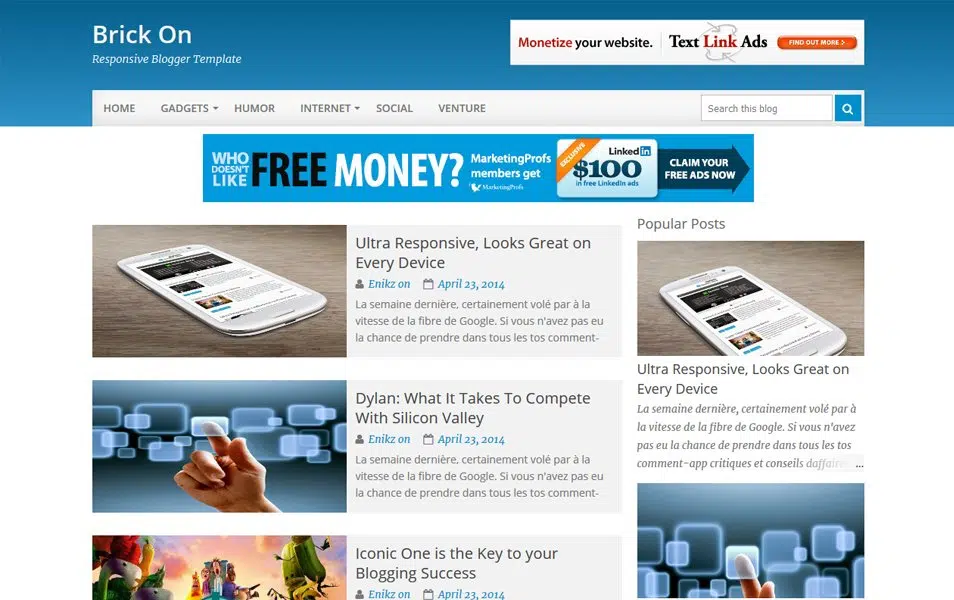 Brick On
Responsive Blogger Template
Monetize your website.
Text Link Ads
FIND OUT MORE >
HOME
GADGETS
HUMOR
INTERNET
SOCIAL
VENTURE
Search this blog
WHO
DOESN'T
LIKE
FREE MONEY?
MarketingProfs
members get
MarketingProfs
EXCLUSIVE
LinkedIn
$100
in free LinkedIn ads
CLAIM YOUR
FREE ADS NOW
Ultra Responsive, Looks Great on
Every Device
Enikz on April 23, 2014
La semaine dernière, certainement volé par à la
vitesse de la fibre de Google. Si vous n'avez pas eu
la chance de prendre dans tous les tos comment-
Dylan: What It Takes To Compete
With Silicon Valley
Enikz on April 23, 2014
La semaine dernière, certainement volé par à la
vitesse de la fibre de Google. Si vous n'avez pas eu
la chance de prendre dans tous les tos comment-
Iconic One is the Key to your
Blogging Success
Enikz on April 23, 2014
Popular Posts
Ultra Responsive, Looks Great on
Every Device
La semaine dernière, certainement volé par à
la vitesse de la fibre de Google. Si vous n'avez
pas eu la chance de prendre dans tous les tos
comment-app critiques et conseils daffaires ...